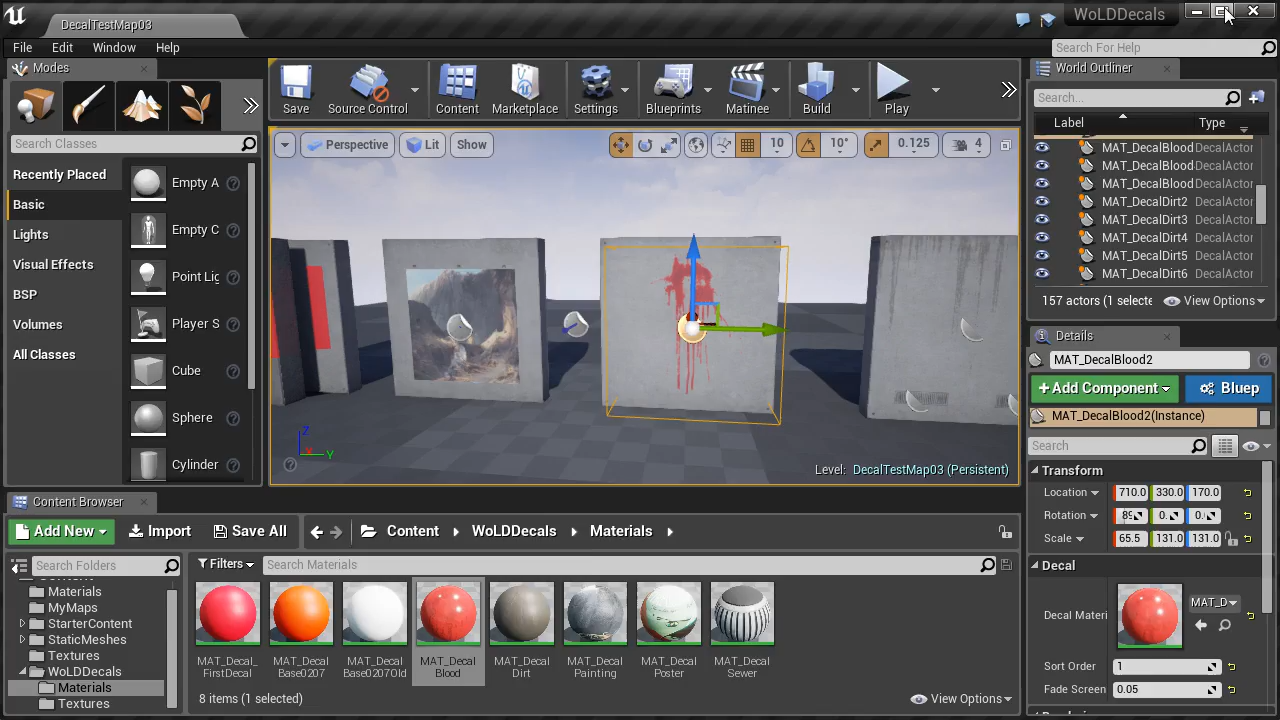 DecalTestMap03
WoLDDecals
File Edit Window Help
Search For Help
Modes
Search Classes
Recently Placed
Basic
Lights
Visual Effects
BSP
Volumes
All Classes
Empty A
Empty C
Point Lig
Player S
Cube
Sphere
Cylinder
Save
Source Control
Content
Marketplace
Settings
Blueprints
Matinee
Build
Play
Perspective
Lit
Show
10
10°
0.125
4
Z
X
Y
Level: DecalTestMap03 (Persistent)
World Outliner
Search...
Label Type
MAT_DecalBlood DecalActor
MAT_DecalBlood DecalActor
MAT_DecalBlood DecalActor
MAT_DecalDirt2 DecalActor
MAT_DecalDirt3 DecalActor
MAT_DecalDirt4 DecalActor
MAT_DecalDirt5 DecalActor
MAT_DecalDirt6 DecalActor
157 actors (1 selecte View Options
Details
MAT_DecalBlood2
Add Component Bluep
MAT_DecalBlood2(Instance)
Search
Transform
Location 710.0 330.0 170.0
Rotation 89 0. 0.
Scale 65.5 131.0 131.0
Decal
Decal Materi MAT_D
Sort Order 1
Fade Screen 0.05
Content Browser
Add New Import Save All Content WoLDDecals Materials
Search Folders
Materials
MyMaps
StarterContent
StaticMeshes
Textures
WoLDDecals
Materials
Textures
Filters Search Materials
MAT_Decal_
FirstDecal
MAT_Decal
Base0207
MAT_Decal
Base0207Old
MAT_Decal
Blood
MAT_Decal
Dirt
MAT_Decal
Painting
MAT_Decal
Poster
MAT_Decal
Sewer
8 items (1 selected) View Options